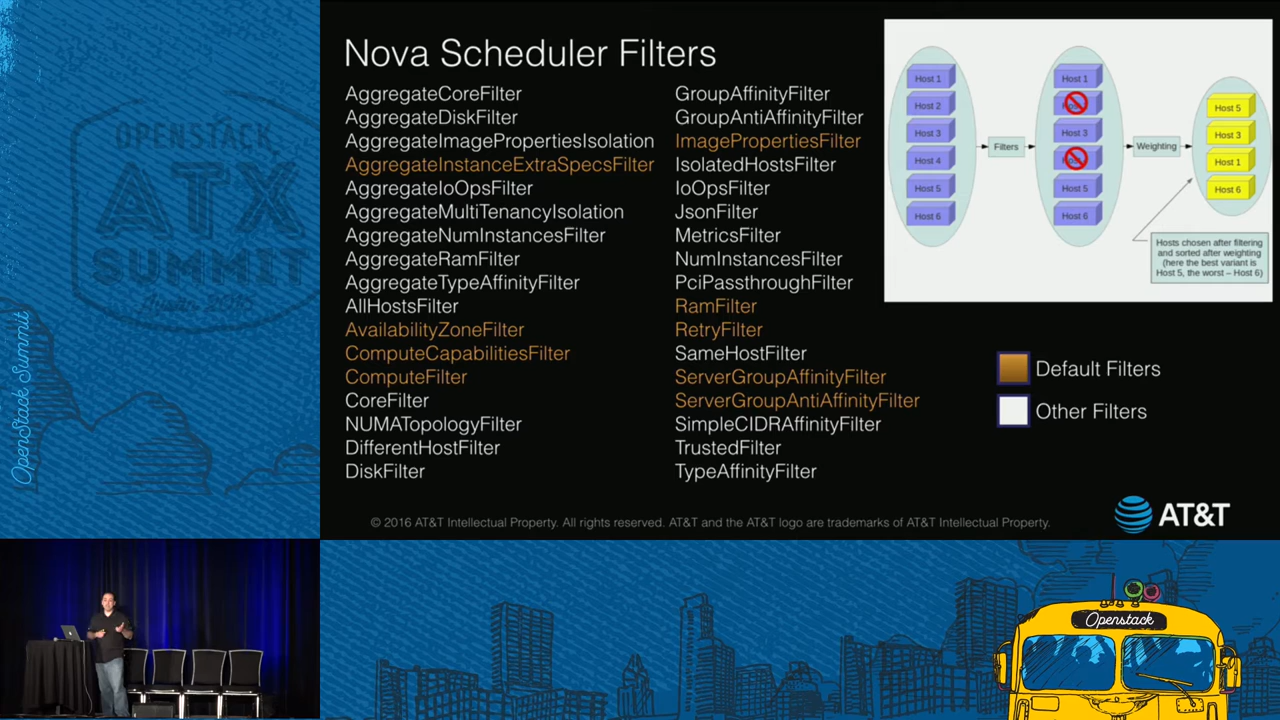 OPENSTACK
ATX
SUMMIT
OpenStack Summit
Nova Scheduler Filters
AggregateCoreFilter
AggregateDiskFilter
AggregateImagePropertiesIsolation
AggregateInstanceExtraSpecsFilter
AggregateIoOpsFilter
AggregateMultiTenancyIsolation
AggregateNumInstancesFilter
AggregateRamFilter
AggregateTypeAffinityFilter
AllHostsFilter
AvailabilityZoneFilter
ComputeCapabilitiesFilter
ComputeFilter
CoreFilter
NUMATopologyFilter
DifferentHostFilter
DiskFilter
GroupAffinityFilter
GroupAntiAffinityFilter
ImagePropertiesFilter
IsolatedHostsFilter
IoOpsFilter
JsonFilter
MetricsFilter
NumInstancesFilter
PciPassthroughFilter
RamFilter
RetryFilter
SameHostFilter
ServerGroupAffinityFilter
ServerGroupAntiAffinityFilter
SimpleCIDRAffinityFilter
TrustedFilter
TypeAffinityFilter
Host 1
Host 2
Host 3
Host 4
Host 5
Host 6
Filters
Host 1
Host 3
Host 5
Host 6
Weighting
Host 5
Host 3
Host 1
Host 6
Hosts chosen after filtering
and sorted after weighting
(here the best variant is
Host 5, the worst – Host 6)
Default Filters
Other Filters
© 2016 AT&T Intellectual Property. All rights reserved. AT&T and the AT&T logo are trademarks of AT&T Intellectual Property.
AT&T
Openstack